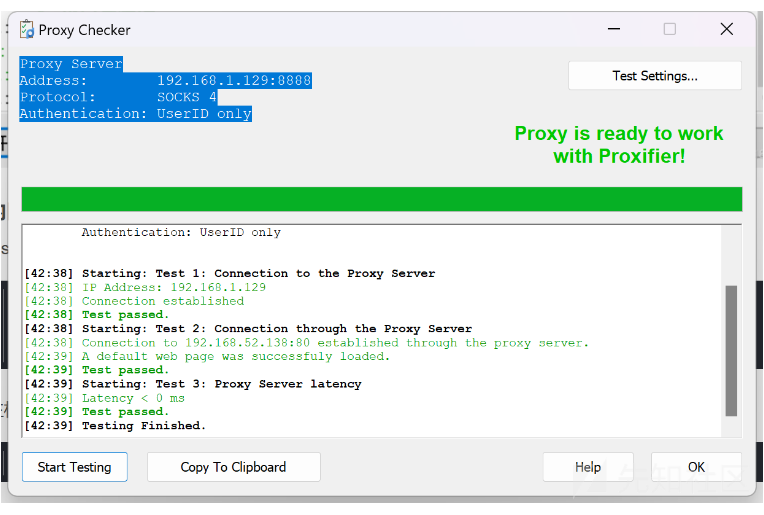 Proxy Checker
Proxy Server
Address: 192.168.1.129:8888
Protocol: SOCKS 4
Authentication: UserID only
Test Settings...
Proxy is ready to work
with Proxifier!
Authentication: UserID only
[42:38] Starting: Test 1: Connection to the Proxy Server
[42:38] IP Address: 192.168.1.129
[42:38] Connection established
[42:38] Test passed.
[42:38] Starting: Test 2: Connection through the Proxy Server
[42:38] Connection to 192.168.52.138:80 established through the proxy server.
[42:39] A default web page was successfuly loaded.
[42:39] Test passed.
[42:39] Starting: Test 3: Proxy Server latency
[42:39] Latency < 0 ms
[42:39] Test passed.
[42:39] Testing Finished.
Start Testing
Copy To Clipboard
Help
OK
先知社区